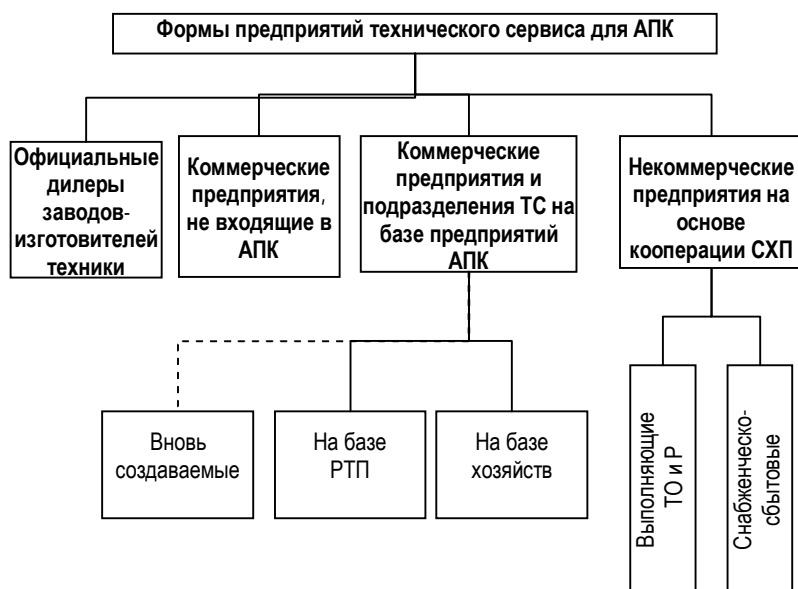 Формы предприятий технического сервиса для АПК
Официальные
дилеры
заводов-
изготовителей
техники
Коммерческие
предприятия,
не входящие в
АПК
Коммерческие
предприятия и
подразделения ТС на
базе предприятий
АПК
Некоммерческие
предприятия на
основе
кооперации СХП
Вновь
создаваемые
На базе
РТП
На базе
хозяйств
Выполняющие
ТО и Р
Снабженческо-
сбытовые